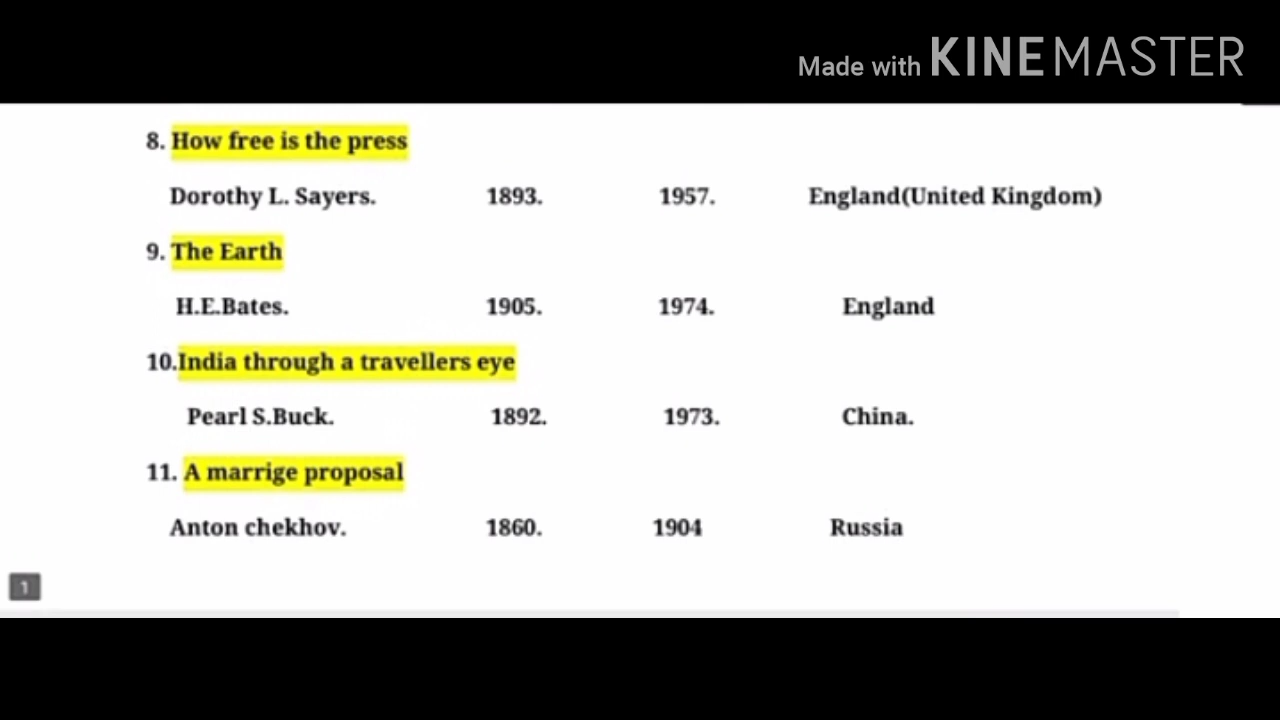 Made with KINEMASTER
8. How free is the press
Dorothy L. Sayers. 1893. 1957. England(United Kingdom)
9. The Earth
H.E.Bates. 1905. 1974. England
10.India through a travellers eye
Pearl S.Buck. 1892. 1973. China.
11. A marrige proposal
Anton chekhov. 1860. 1904 Russia
1